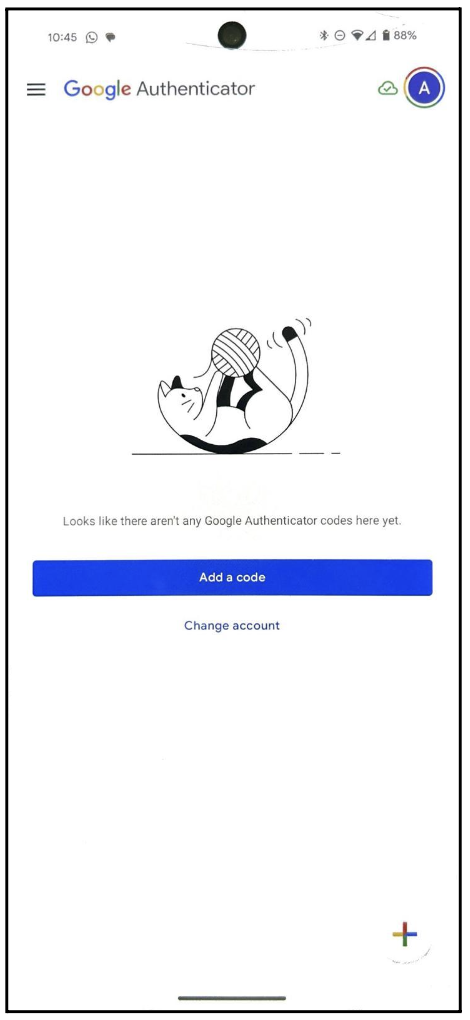 10:45
88%
Google Authenticator
A
Looks like there aren't any Google Authenticator codes here yet.
Add a code
Change account